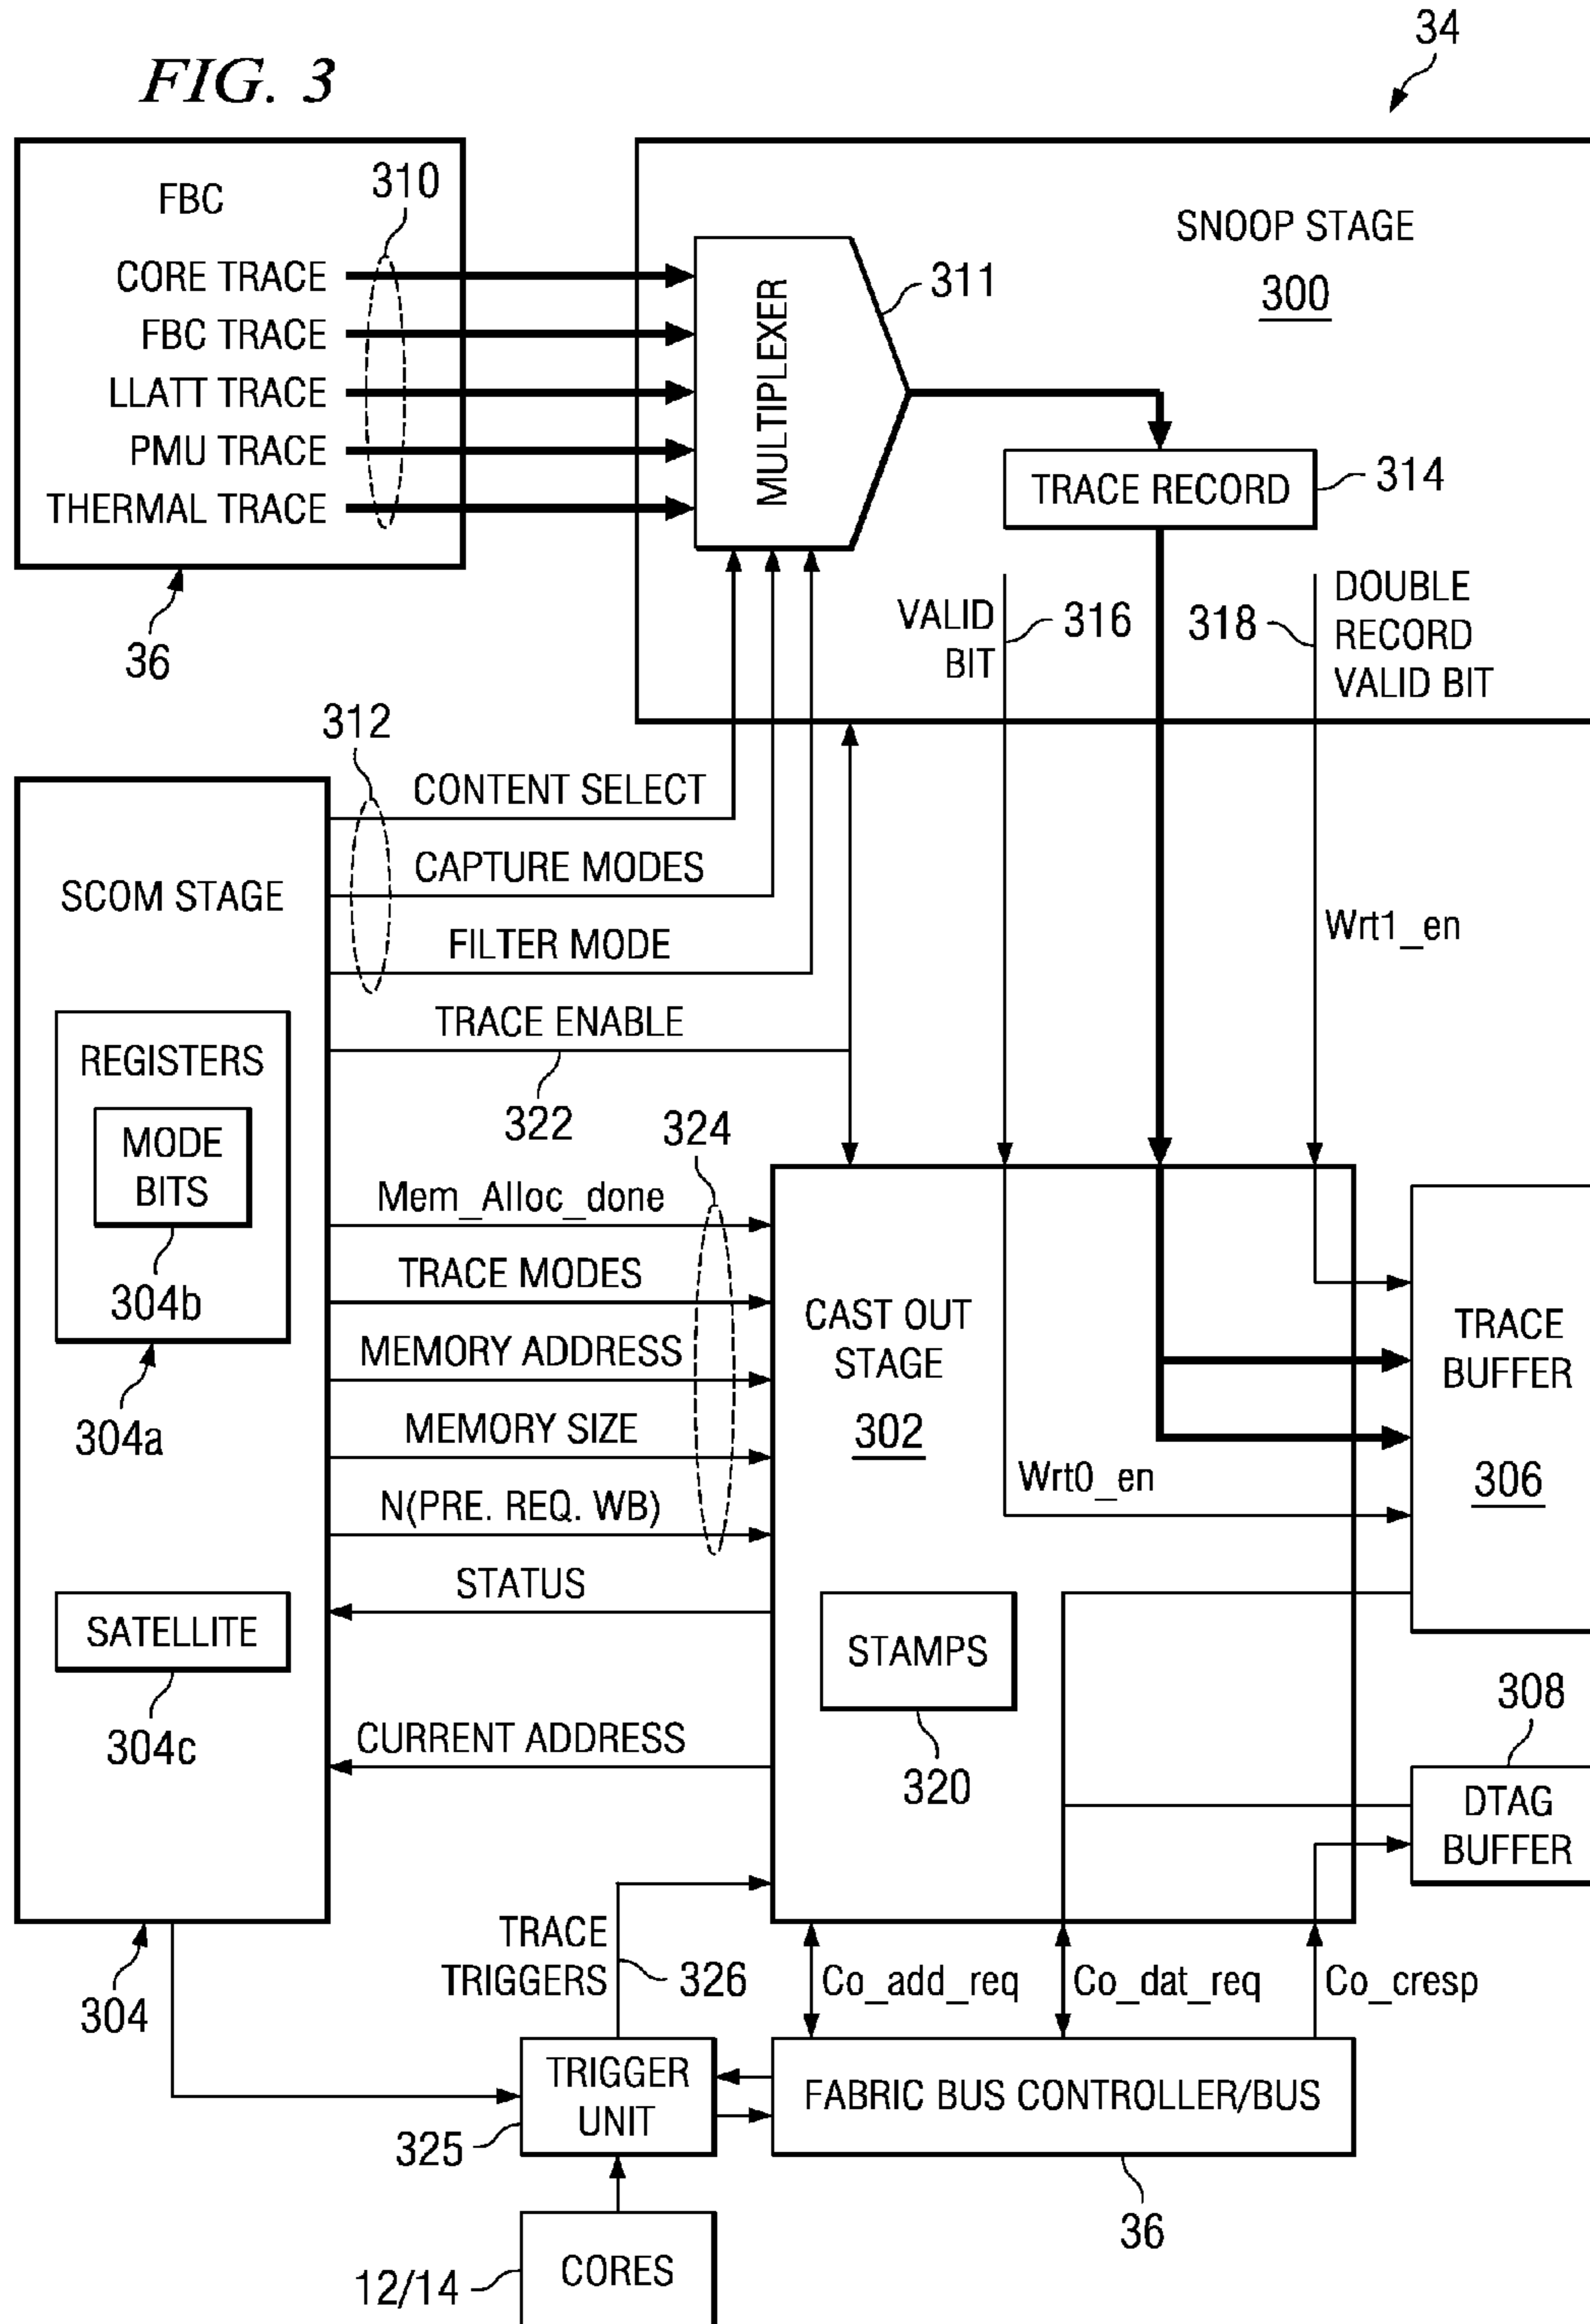 FIG. 3
34
FBC
310
CORE TRACE
FBC TRACE
LLATT TRACE
PMU TRACE
THERMAL TRACE
36
MULTIPLEXER
311
SNOOP STAGE
300
TRACE RECORD
314
VALID
BIT
316
318
DOUBLE
RECORD
VALID BIT
312
CONTENT SELECT
CAPTURE MODES
FILTER MODE
TRACE ENABLE
322
SCOM STAGE
REGISTERS
MODE
BITS
304b
304a
SATELLITE
304c
304
324
Mem_Alloc_done
TRACE MODES
MEMORY ADDRESS
MEMORY SIZE
N(PRE. REQ. WB)
STATUS
CURRENT ADDRESS
Wrt1_en
CAST OUT
STAGE
302
Wrt0_en
STAMPS
320
TRACE
BUFFER
306
308
DTAG
BUFFER
TRACE
TRIGGERS
326
Co_add_req
Co_dat_req
Co_cresp
TRIGGER
UNIT
325
FABRIC BUS CONTROLLER/BUS
36
CORES
12/14